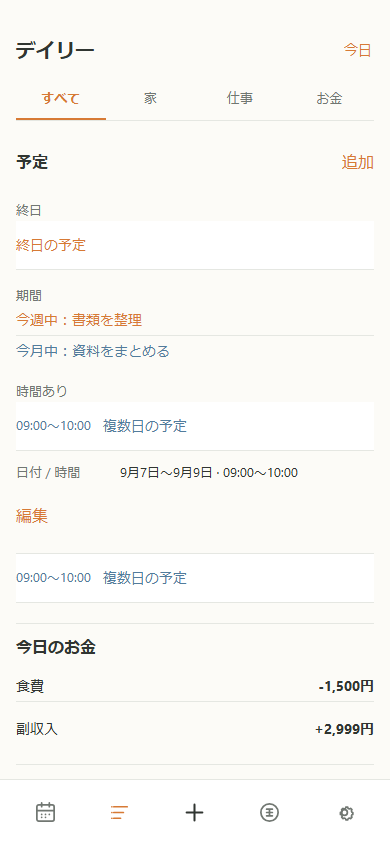 デイリー
今日
すべて 家 仕事 お金
予定
追加
終日
終日の予定
期間
今週中：書類を整理
今月中：資料をまとめる
時間あり
09:00〜10:00 複数日の予定
日付 / 時間 9月7日〜9月9日 · 09:00〜10:00
編集
09:00〜10:00 複数日の予定
今日のお金
食費 -1,500円
副収入 +2,999円